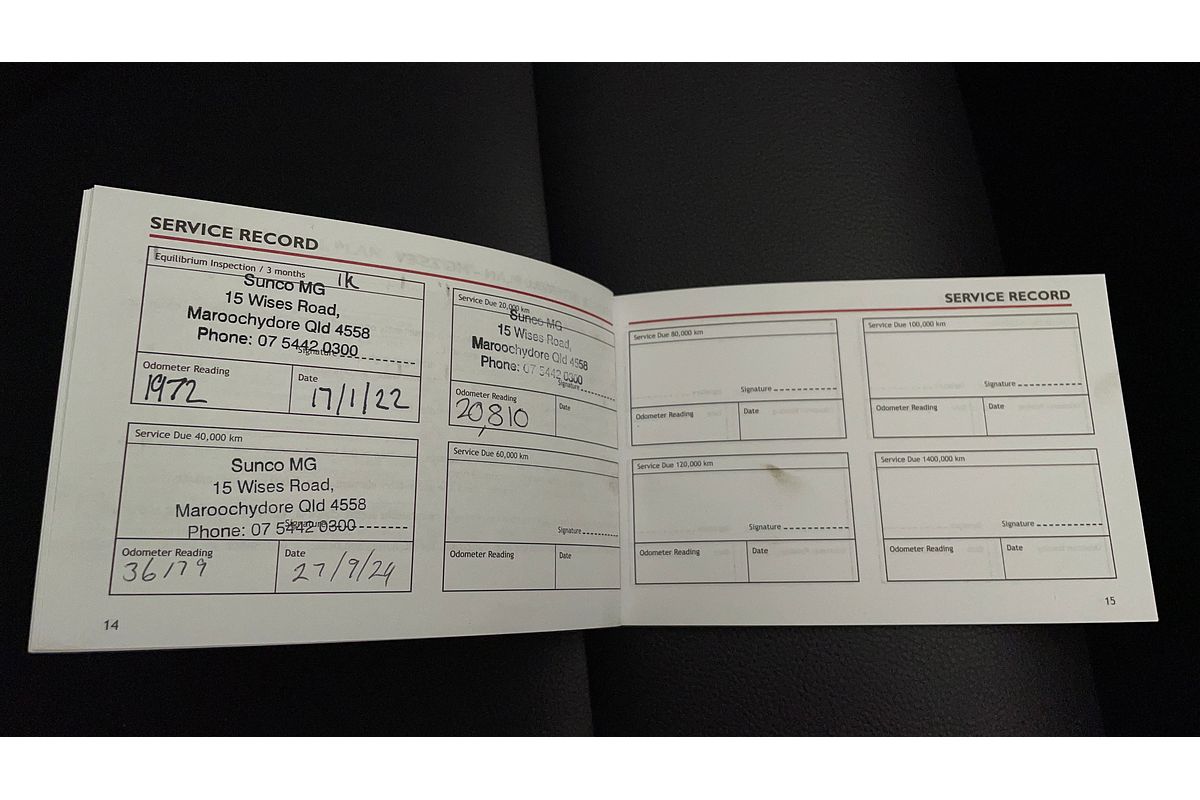 SERVICE RECORD
Equilibrium Inspection / 3 months 1K
Sunco MG
15 Wises Road,
Maroochydore Qld 4558
Phone: 07 5442 0300
Signature
Odometer Reading
1972
Date
17/1/22
Service Due 20,000 km
Sunco MG
15 Wises Road,
Maroochydore Qld 4558
Phone: 07 5442 0300
Signature
Odometer Reading
20,810
Date
Service Due 40,000 km
Sunco MG
15 Wises Road,
Maroochydore Qld 4558
Phone: 07 5442 0300
Signature
Odometer Reading
36179
Date
27/9/24
Service Due 60,000 km
Signature
Odometer Reading
Date
14
SERVICE RECORD
Service Due 80,000 km
Signature
Odometer Reading
Date
Service Due 100,000 km
Signature
Odometer Reading
Date
Service Due 120,000 km
Signature
Odometer Reading
Date
Service Due 1400,000 km
Signature
Odometer Reading
Date
15